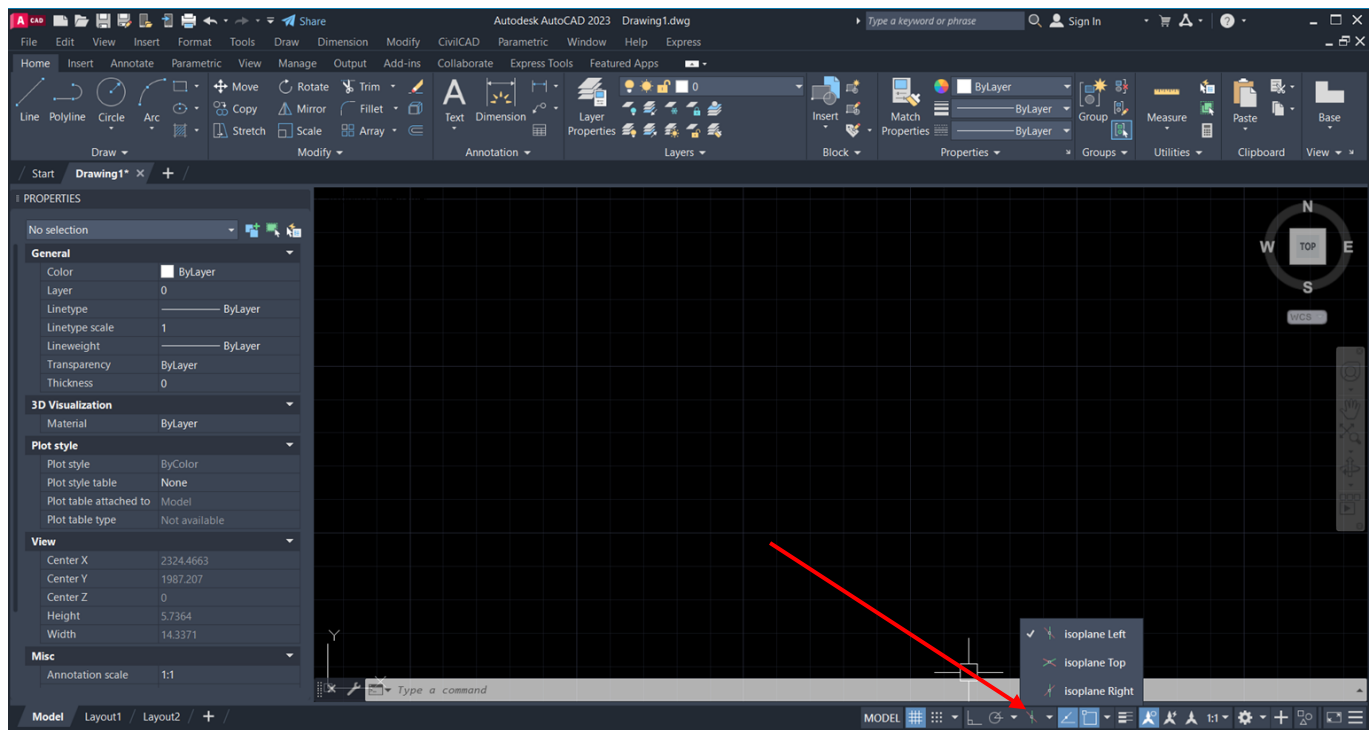 A CAD Share Autodesk AutoCAD 2023 Drawing1.dwg Type a keyword or phrase Sign In
File Edit View Insert Format Tools Draw Dimension Modify CivilCAD Parametric Window Help Express
Home Insert Annotate Parametric View Manage Output Add-ins Collaborate Express Tools Featured Apps
Line Polyline Circle Arc
Move Rotate Trim
Copy Mirror Fillet
Stretch Scale Array
A
Text Dimension
Layer Properties
0
Insert
Match Properties
ByLayer
ByLayer
ByLayer
Group
Measure
Paste
Base
Draw Modify Annotation Layers Block Properties Groups Utilities Clipboard View
Start Drawing1* +
PROPERTIES
No selection
General
Color ByLayer
Layer 0
Linetype ByLayer
Linetype scale 1
Lineweight ByLayer
Transparency ByLayer
Thickness 0
3D Visualization
Material ByLayer
Plot style
Plot style ByColor
Plot style table None
Plot table attached to Model
Plot table type Not available
View
Center X 2324.4663
Center Y 1987.207
Center Z 0
Height 5.7364
Width 14.3371
Misc
Annotation scale 1:1
N
W TOP E
S
WCS
Y
X
isoplane Left
isoplane Top
isoplane Right
Type a command
Model Layout1 Layout2 + MODEL 1:1